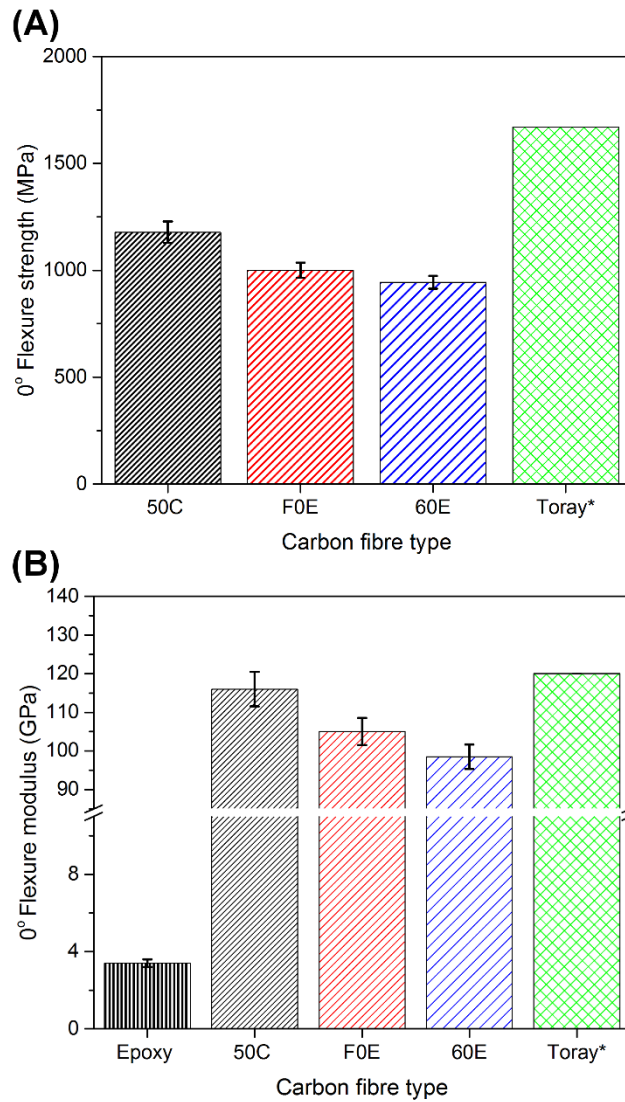 (A)
0° Flexure strength (MPa)
2000
1500
1000
500
0
50C F0E 60E Toray*
Carbon fibre type
(B)
0° Flexure modulus (GPa)
140
130
120
110
100
90
8
4
0
Epoxy 50C F0E 60E Toray*
Carbon fibre type